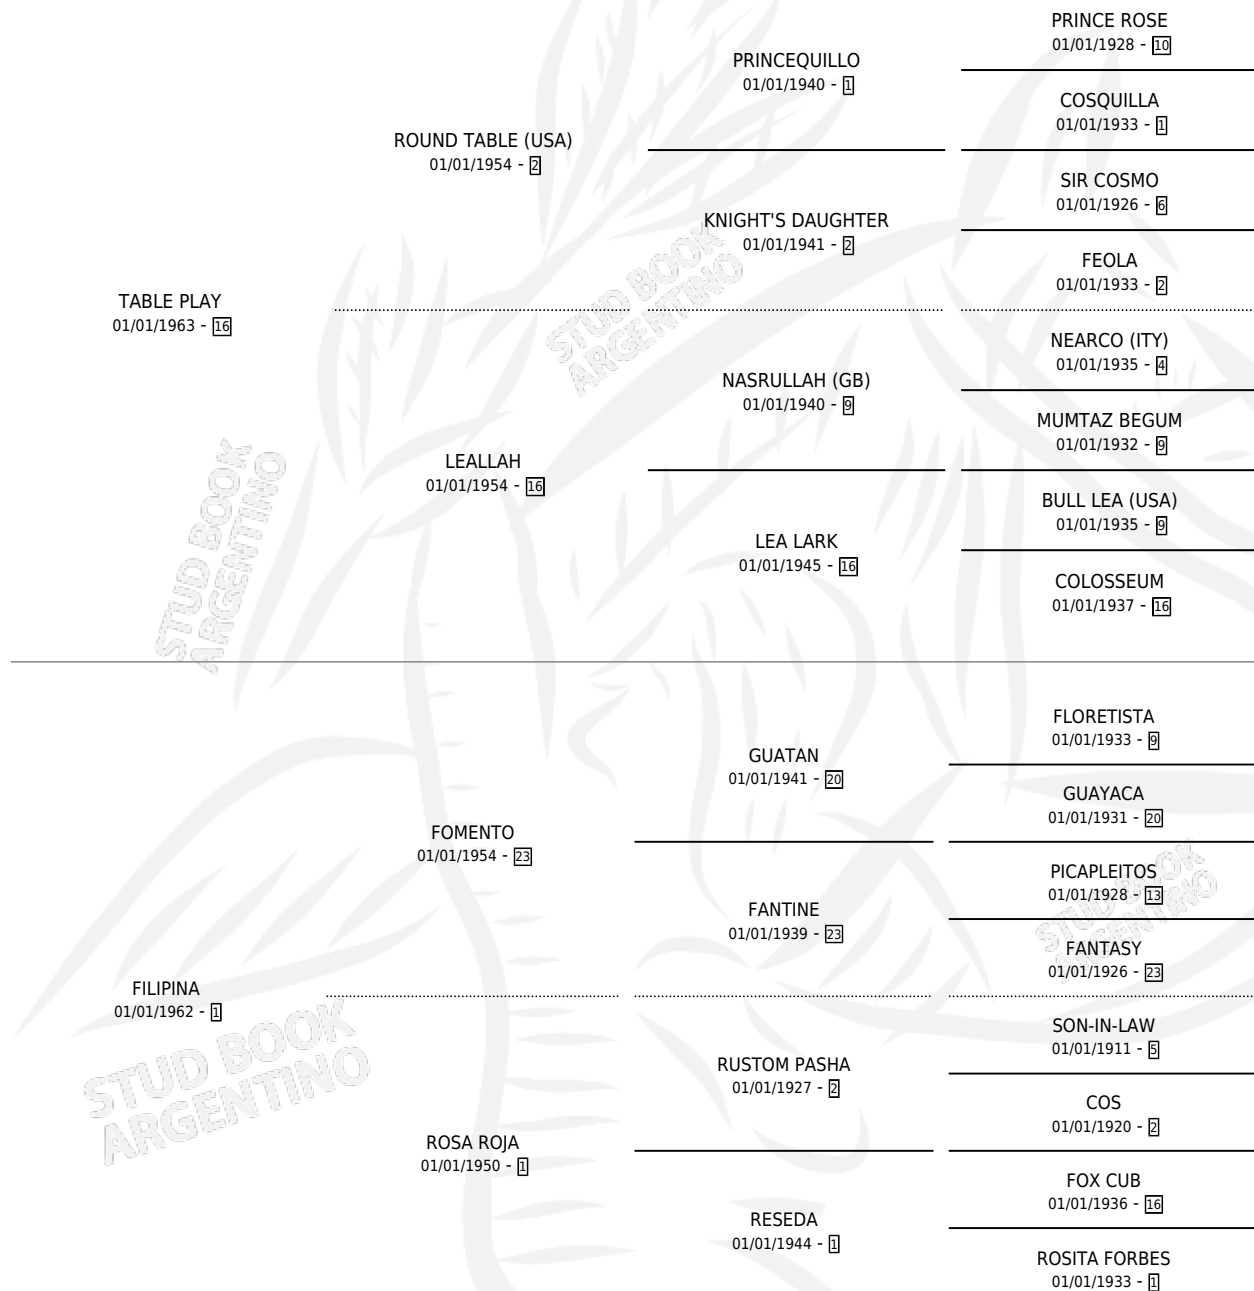 PRINCE ROSE
01/01/1928 - 10
PRINCEQUILLO
01/01/1940 - 1
COSQUILLA
01/01/1933 - 1
ROUND TABLE (USA)
01/01/1954 - 2
SIR COSMO
01/01/1926 - 6
KNIGHT'S DAUGHTER
01/01/1941 - 2
FEOLA
01/01/1933 - 2
TABLE PLAY
01/01/1963 - 16
NEARCO (ITY)
01/01/1935 - 4
NASRULLAH (GB)
01/01/1940 - 9
MUMTAZ BEGUM
01/01/1932 - 9
LEALLAH
01/01/1954 - 16
BULL LEA (USA)
01/01/1935 - 9
LEA LARK
01/01/1945 - 16
COLOSSEUM
01/01/1937 - 16
FLORETISTA
01/01/1933 - 9
GUATAN
01/01/1941 - 20
GUAYACA
01/01/1931 - 20
FOMENTO
01/01/1954 - 23
PICAPLEITOS
01/01/1928 - 13
FANTINE
01/01/1939 - 23
FANTASY
01/01/1926 - 23
FILIPINA
01/01/1962 - 1
SON-IN-LAW
01/01/1911 - 5
RUSTOM PASHA
01/01/1927 - 2
COS
01/01/1920 - 2
ROSA ROJA
01/01/1950 - 1
FOX CUB
01/01/1936 - 16
RESEDA
01/01/1944 - 1
ROSITA FORBES
01/01/1933 - 1
STUD BOOK
ARGENTINO
STUD BOOK
ARGENTINO
STUD BOOK
ARGENTINO
STUD BOOK
ARGENTINO